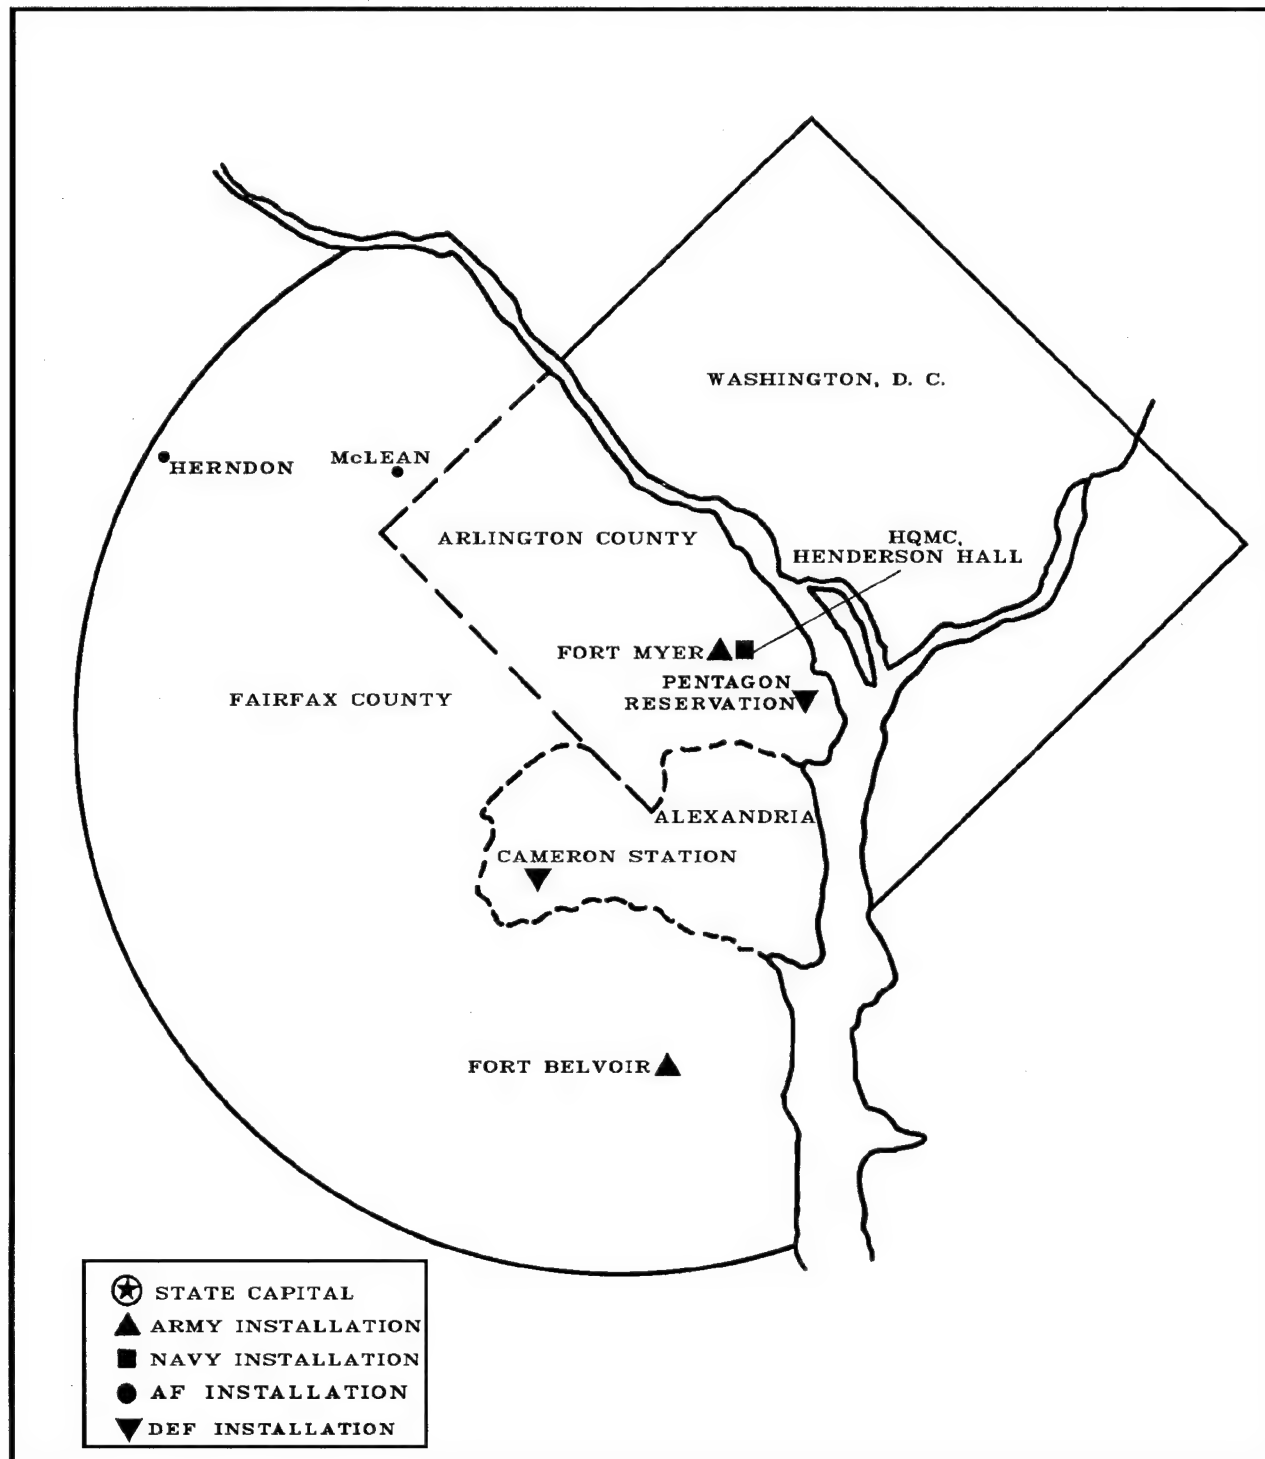 WASHINGTON, D. C.
HERNDON
McLEAN
ARLINGTON COUNTY
HQMC,
HENDERSON HALL
FORT MYER
PENTAGON
RESERVATION
FAIRFAX COUNTY
ALEXANDRIA
CAMERON STATION
FORT BELVOIR
STATE CAPITAL
ARMY INSTALLATION
NAVY INSTALLATION
AF INSTALLATION
DEF INSTALLATION